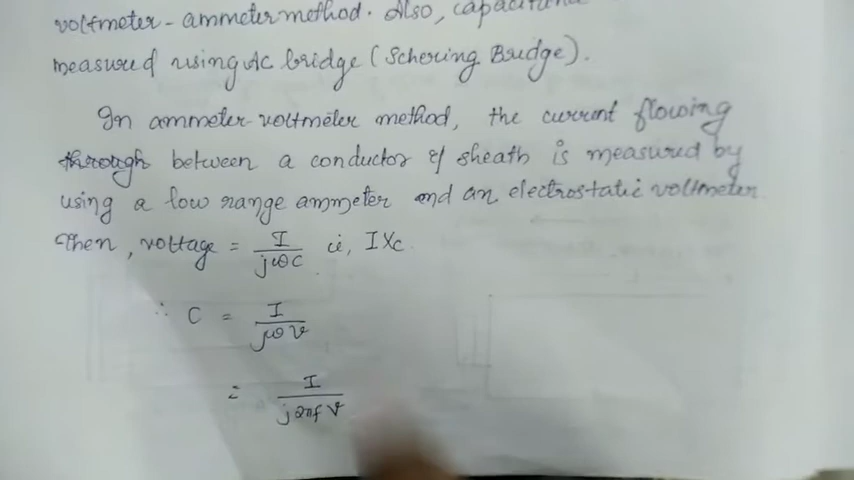 voltmeter - ammeter method. Also,
measured using Ac bridge (Schering Bridge).
In ammeter-voltmeter method, the current flowing
through between a conductor & sheath is measured by
using a low range ammeter and an electrostatic voltmeter.
Then, voltage = I / jωc ie, IXc
∴ C = I / jωV
= I / j2πfV